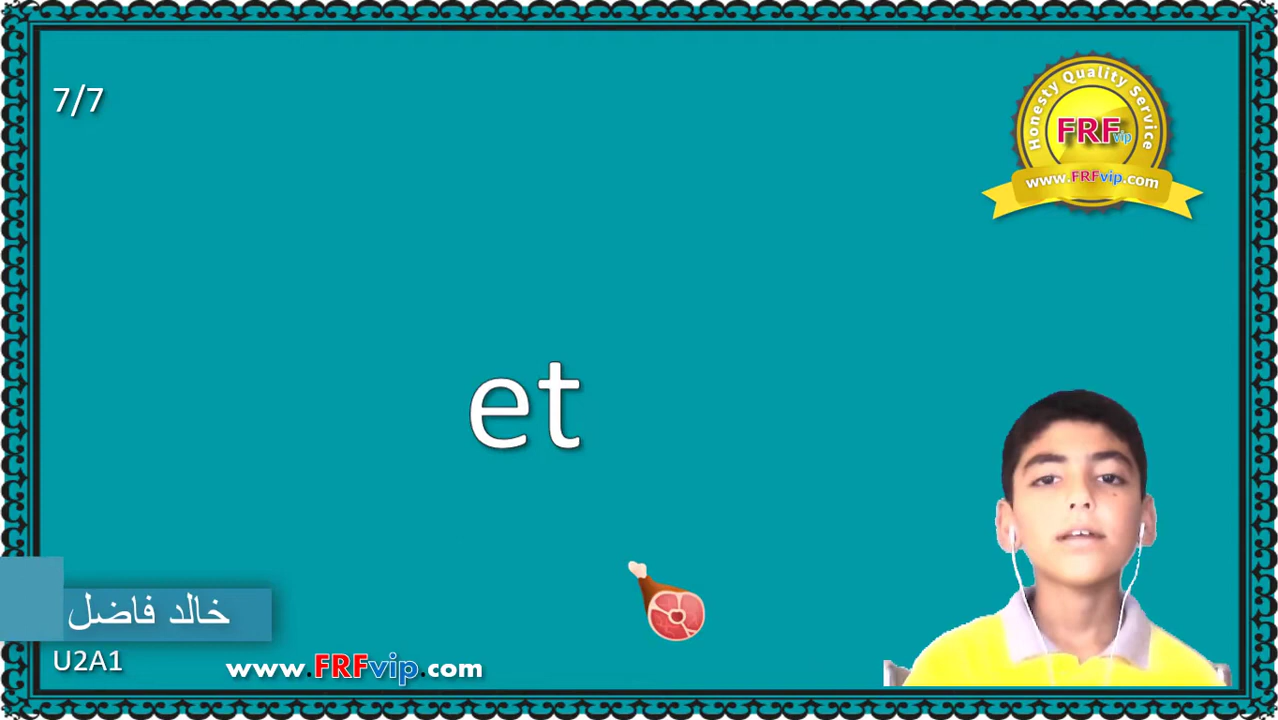 7/7
Honesty Quality Service
FRFvip
www.FRFvip.com
et
خالد فاضل
U2A1
www.FRFvip.com